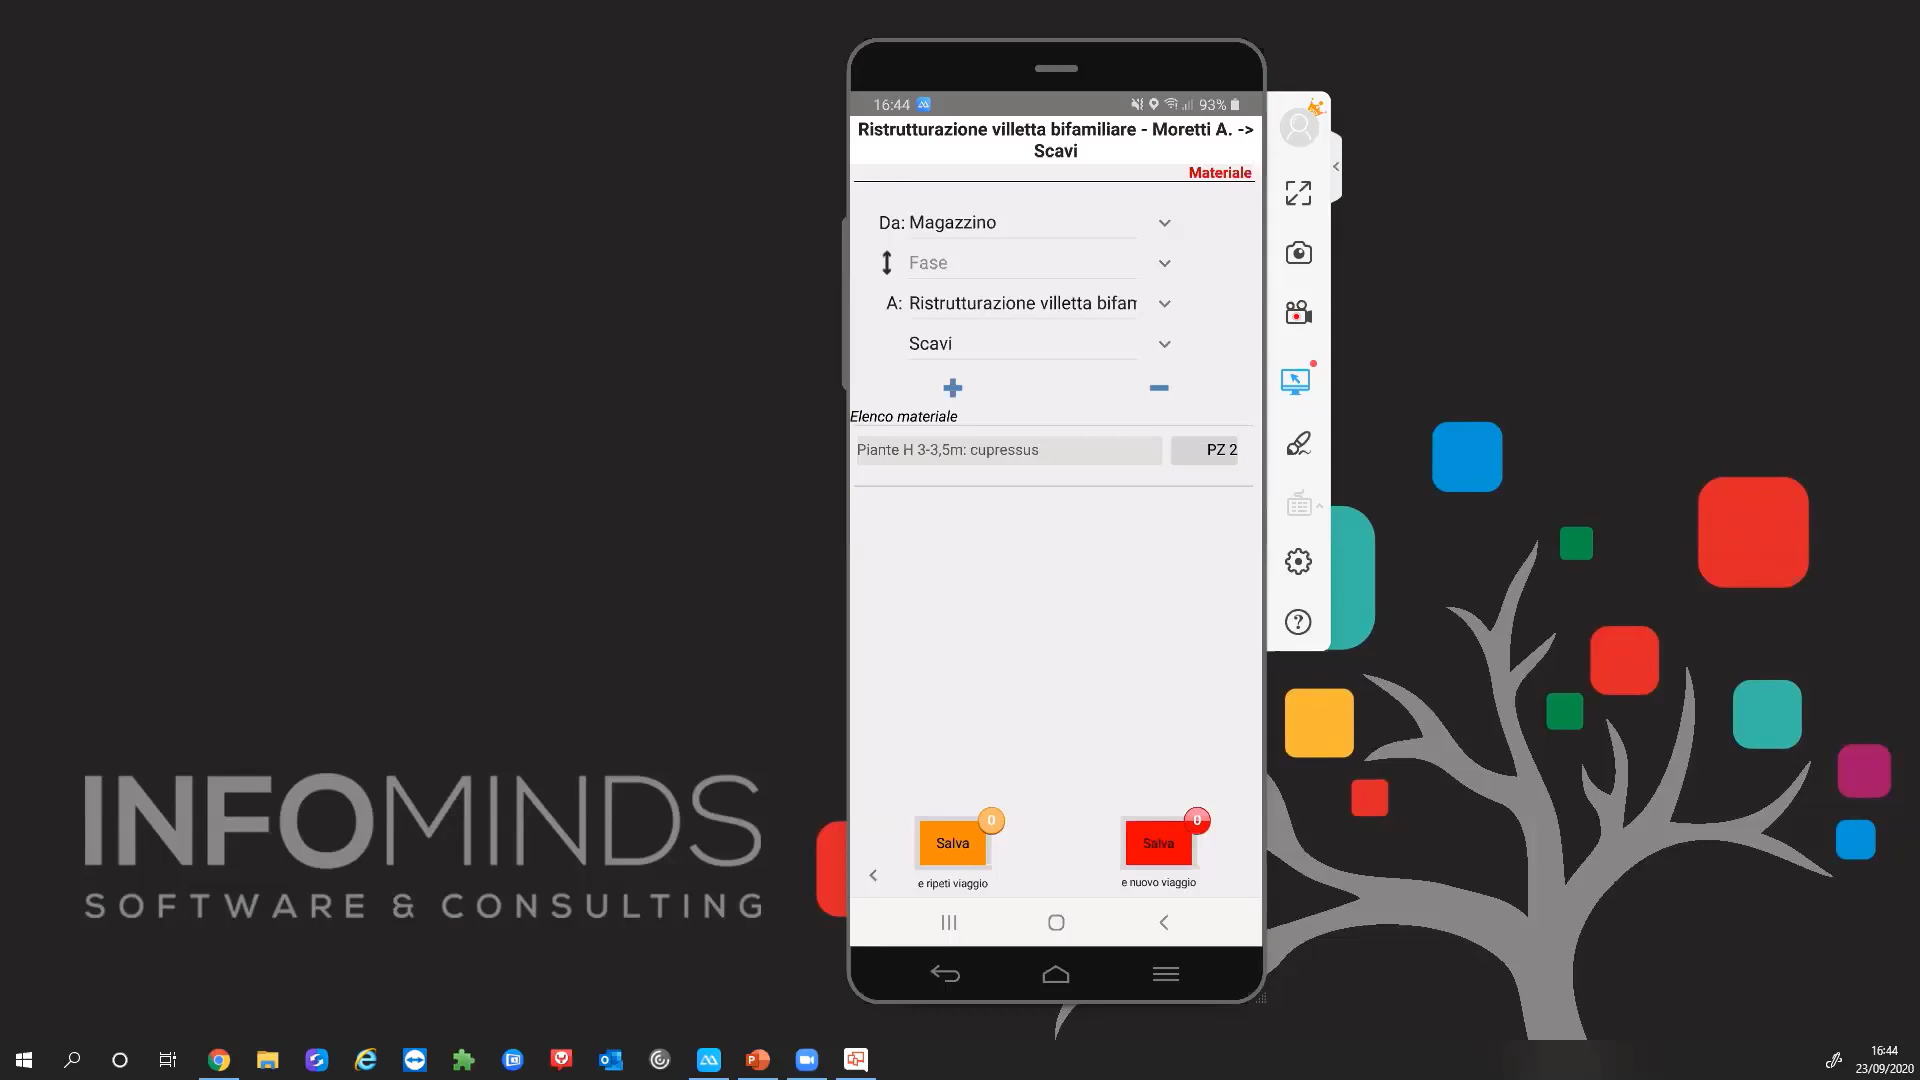 16:44
93%
Ristrutturazione villetta bifamiliare - Moretti A. ->
Scavi
Materiale
Da: Magazzino
Fase
A: Ristrutturazione villetta bifam
Scavi
Elenco materiale
Piante H 3-3,5m: cupressus
PZ 2
0
Salva
e ripeti viaggio
0
Salva
e nuovo viaggio
INFOMINDS
SOFTWARE & CONSULTING
16:44
23/09/2020